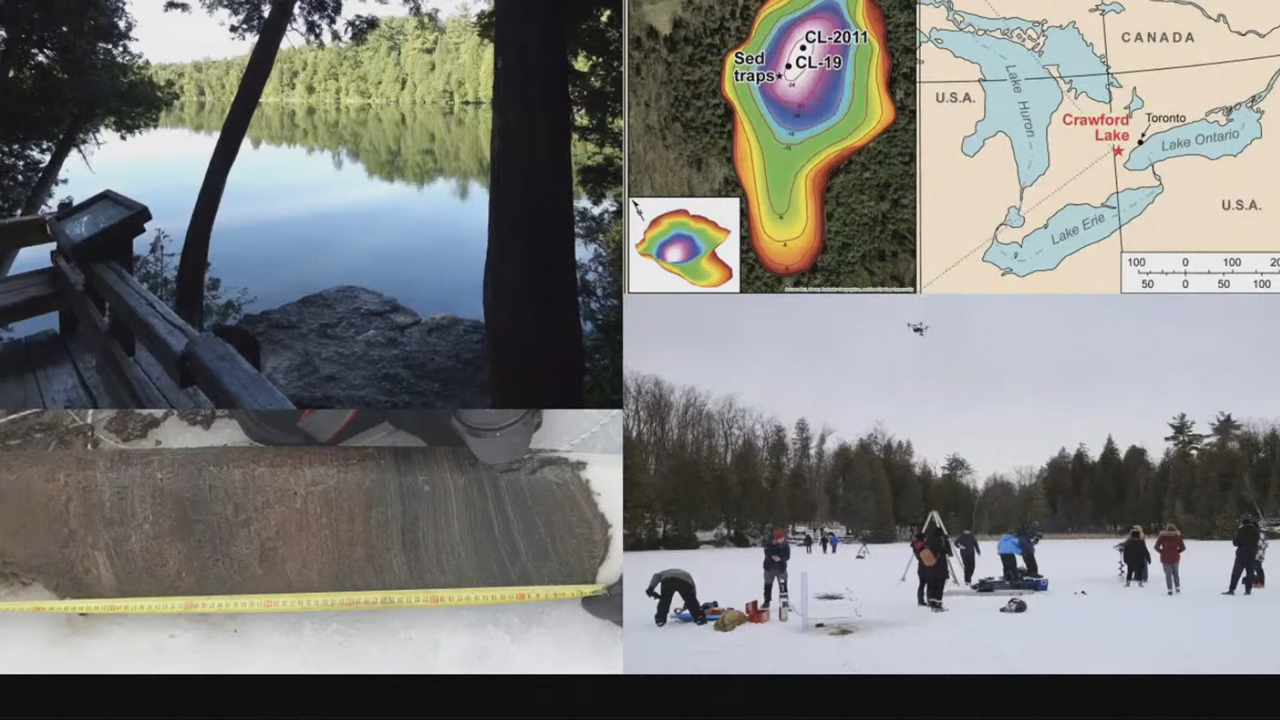 CL-2011
Sed
traps
CL-19
CANADA
U.S.A.
Lake Huron
Crawford
Lake
Toronto
Lake Ontario
U.S.A.
Lake Erie
100 0 100
50 0 50 100